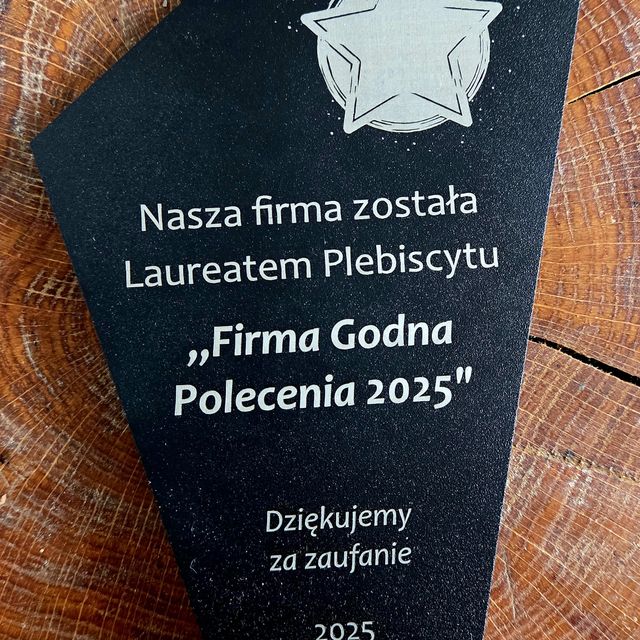 Nasza firma została
Laureatem Plebiscytu
,,Firma Godna
Polecenia 2025"
Dziękujemy
za zaufanie
2025